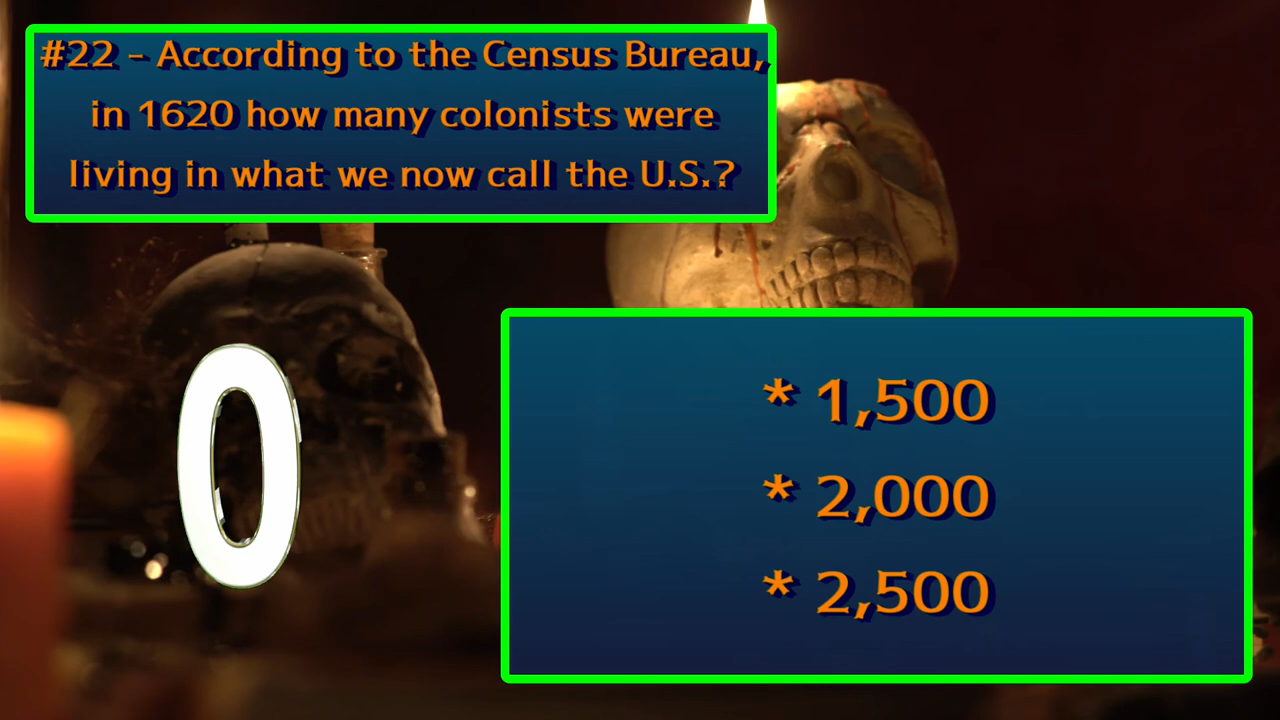 #22 - According to the Census Bureau,
in 1620 how many colonists were
living in what we now call the U.S.?
0
* 1,500
* 2,000
* 2,500